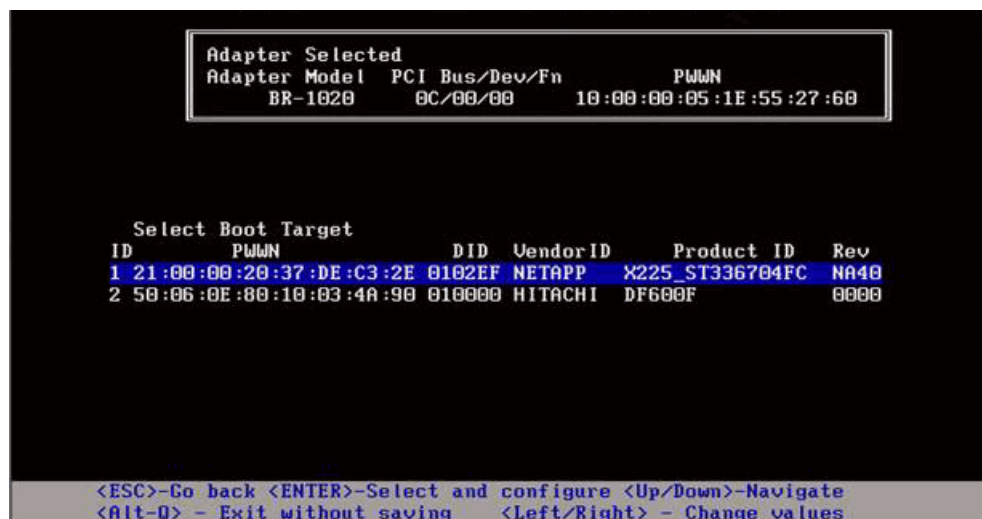 Adapter Selected
Adapter Model PCI Bus/Dev/Fn PWWN
BR-1020 0C/00/00 10:00:00:05:1E:55:27:60
Select Boot Target
ID PWWN DID VendorID Product ID Rev
1 21:00:00:20:37:DE:C3:2E 0102EF NETAPP X225_ST336704FC NA40
2 50:06:0E:80:10:03:4A:90 010000 HITACHI DF600F 0000
<ESC>-Go back <ENTER>-Select and configure <Up/Down>-Navigate
<Alt-Q> - Exit without saving <Left/Right> - Change values